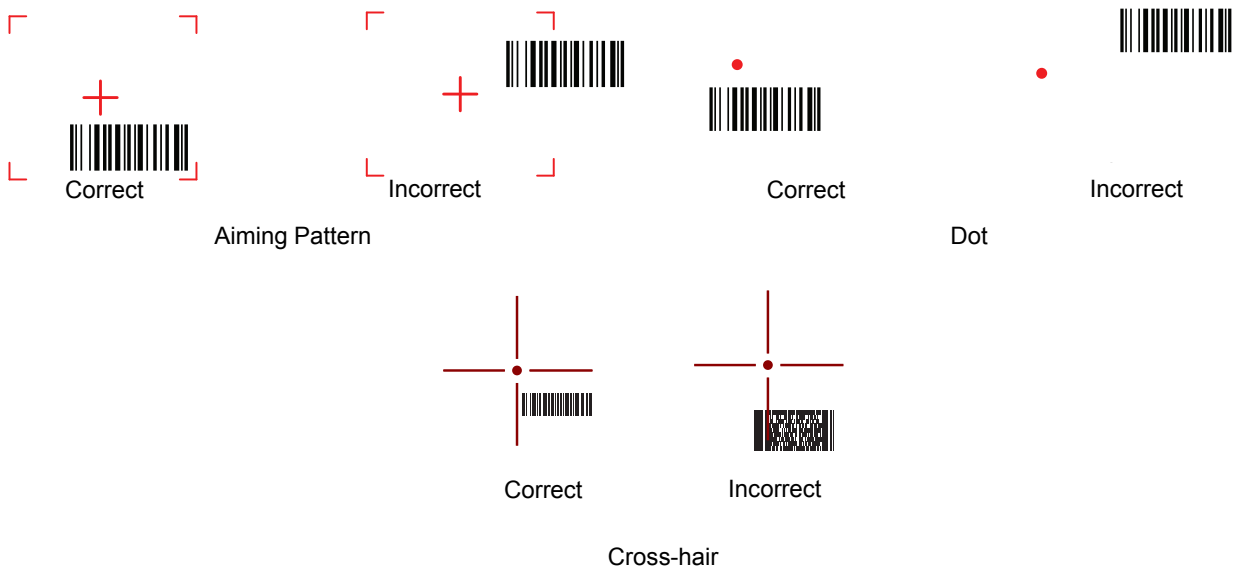 Correct
Incorrect
Correct
Incorrect
Aiming Pattern
Dot
Correct
Incorrect
Cross-hair